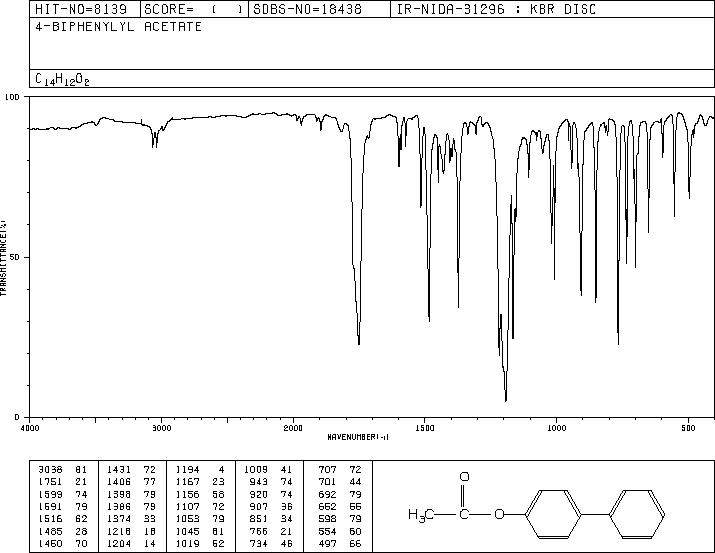 HIT-NO=8139 SCORE= ( ) SDBS-NO=18438 IR-NIDA-31296 : KBR DISC
4-BIPHENYLYL ACETATE
C14H12O2
100
50
0
TRANSMITTANCE(%)
4000 3000 2000 1500 1000 500
WAVENUMBER(-1)
3038 81 1431 72 1194 4 1009 41 707 72
1751 21 1406 77 1167 23 943 74 701 44
1599 74 1398 79 1156 58 920 74 692 79
1591 79 1386 79 1107 72 907 36 652 55
1516 62 1374 33 1053 79 851 34 598 79
1485 28 1218 18 1045 81 766 21 554 60
1450 70 1204 14 1019 52 734 46 497 66
O
H3C C O